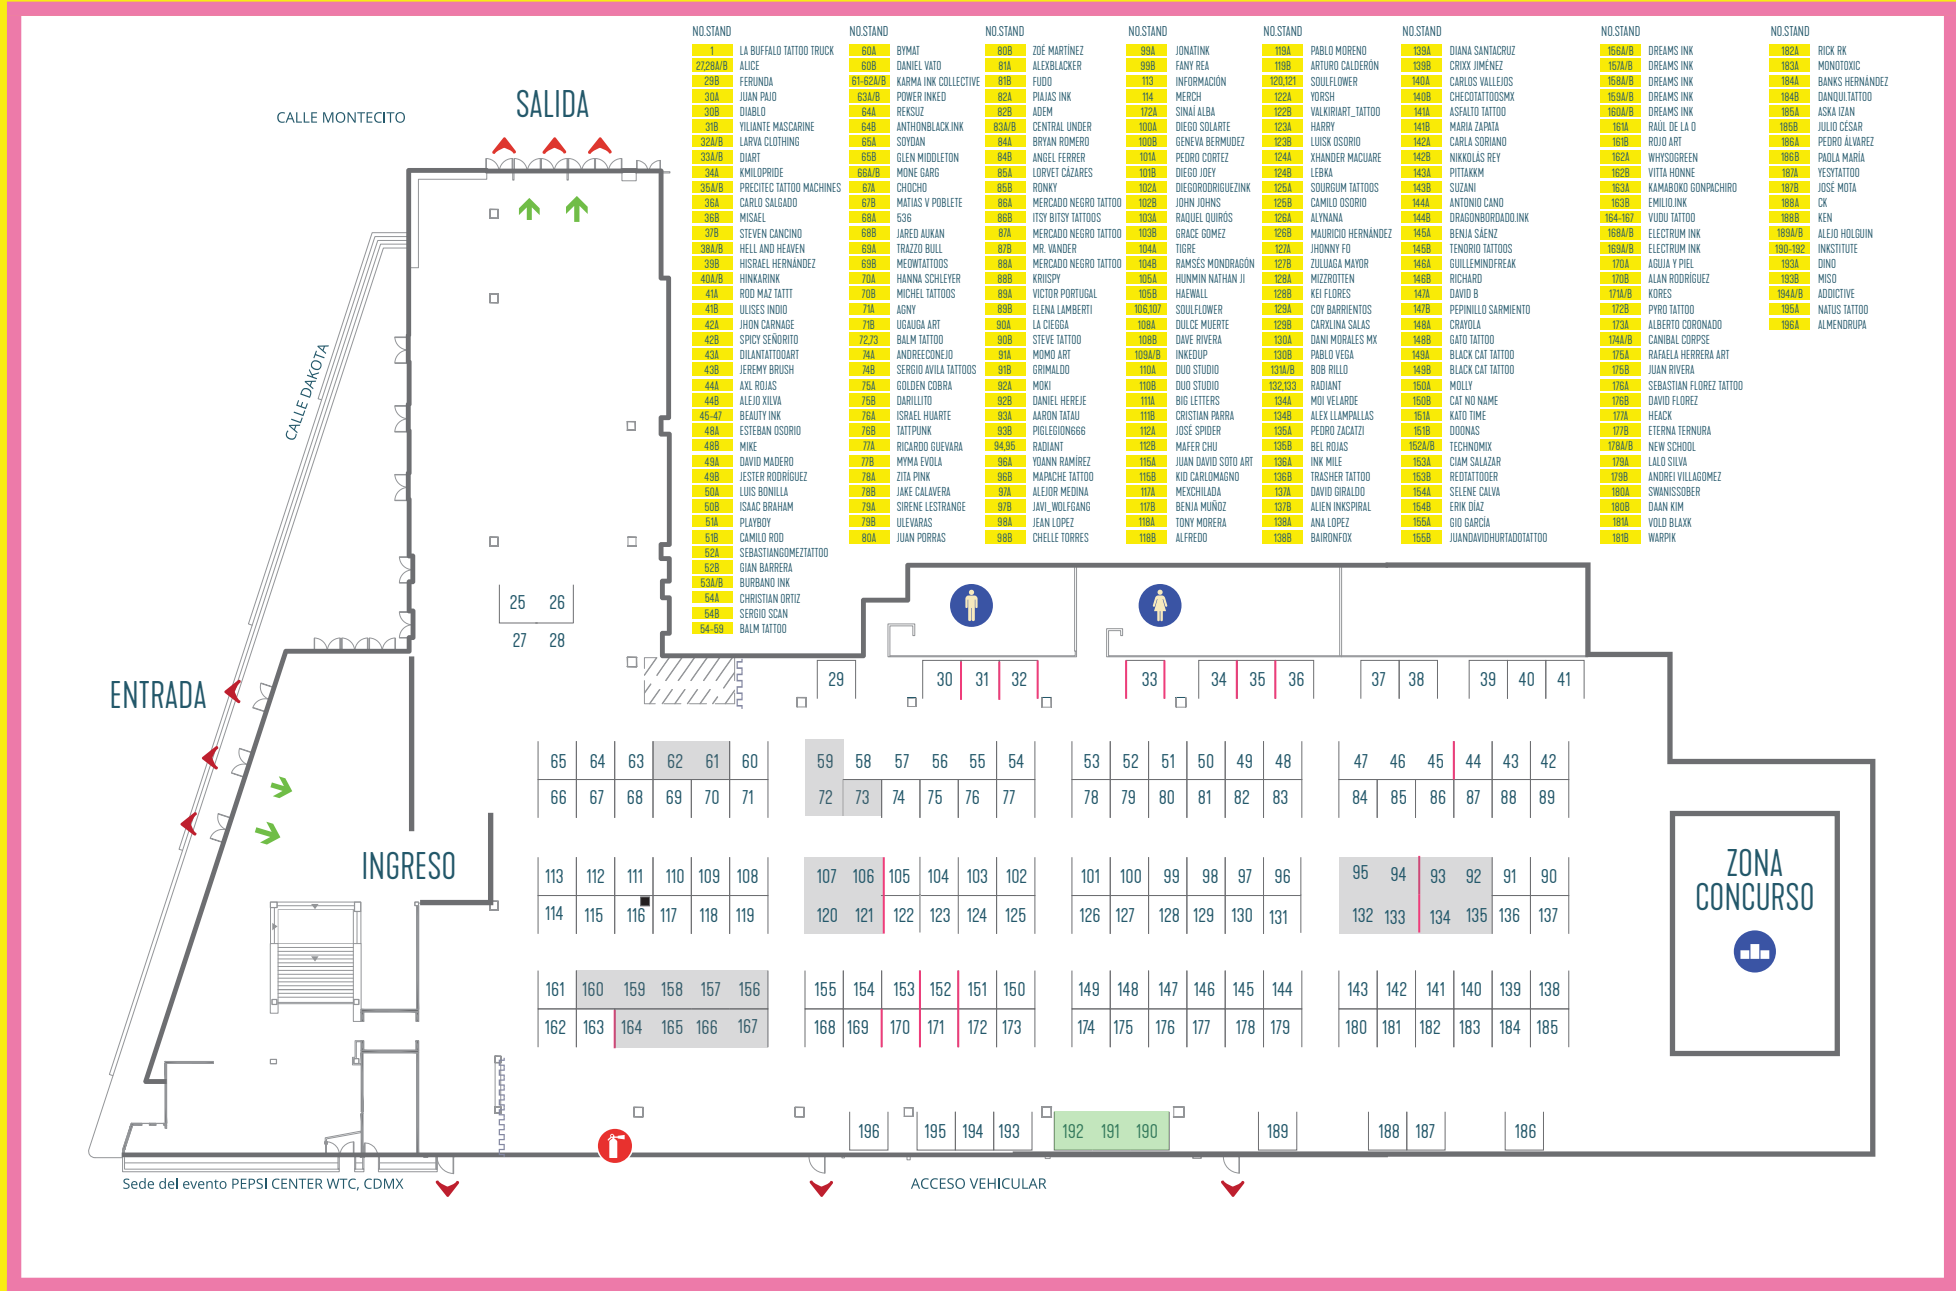 NO.STAND
1 LA BUFFALO TATTOO TRUCK
27,28A/B ALICE
29B FERUNDA
30A JUAN PAJO
30B DIABLO
31B YILIANTE MASCARINE
32A/B LARVA CLOTHING
33A/B DIART
34A KMILOPRIDE
35A/B PRECITEC TATTOO MACHINES
36A CARLO SALGADO
36B MISAEL
37B STEVEN CANCINO
38A/B HELL AND HEAVEN
39B HISRAEL HERNÁNDEZ
40A/B HINKARINK
41A ROD MAZ TATTT
41B ULISES INDIO
42A JHON CARNAGE
42B SPICY SEÑORITO
43A DILANTATTOOART
43B JEREMY BRUSH
44A AXL ROJAS
44B ALEJO XILVA
45-47 BEAUTY INK
48A ESTEBAN OSORIO
48B MIKE
49A DAVID MADERO
49B JESTER RODRÍGUEZ
50A LUIS BONILLA
50B ISAAC BRAHAM
51A PLAYBOY
51B CAMILO ROD
52A SEBASTIANGOMEZTATTOO
52B GIAN BARRERA
53A/B BURBANO INK
54A CHRISTIAN ORTIZ
54B SERGIO SCAN
54-59 BALM TATTOO
NO.STAND
60A BYMAT
60B DANIEL VATO
61-62A/B KARMA INK COLLECTIVE
63A/B POWER INKED
64A REKSUZ
64B ANTHONBLACK.INK
65A SOYDAN
65B GLEN MIDDLETON
66A/B MONE GARG
67A CHOCHO
67B MATIAS V POBLETE
68A 536
68B JARED AUKAN
69A TRAZZO BULL
69B MEOWTATTOOS
70A HANNA SCHLEYER
70B MICHEL TATTOOS
71A AGNY
71B UGAUGA ART
72,73 BALM TATTOO
74A ANDREECONEJO
74B SERGIO AVILA TATTOOS
75A GOLDEN COBRA
75B DARILLITO
76A ISRAEL HUARTE
76B TATTPUNK
77A RICARDO GUEVARA
77B MYMA EVOLA
78A ZITA PINK
78B JAKE CALAVERA
79A SIRENE LESTRANGE
79B ULEVARAS
80A JUAN PORRAS
NO.STAND
80B ZOÉ MARTÍNEZ
81A ALEXBLACKER
81B FUDO
82A PIAJAS INK
82B ADEM
83A/B CENTRAL UNDER
84A BRYAN ROMERO
84B ANGEL FERRER
85A LORVET CÁZARES
85B RONKY
86A MERCADO NEGRO TATTOO
86B ITSY BITSY TATTOOS
87A MERCADO NEGRO TATTOO
87B MR. VANDER
88A MERCADO NEGRO TATTOO
88B KRIISPY
89A VICTOR PORTUGAL
89B ELENA LAMBERTI
90A LA CIEGGA
90B STEVE TATTOO
91A MOMO ART
91B GRIMALDO
92A MOKI
92B DANIEL HEREJE
93A AARON TATAU
93B PIGLEGION666
94,95 RADIANT
96A YOANN RAMÍREZ
96B MAPACHE TATTOO
97A ALEJOR MEDINA
97B JAVI_WOLFGANG
98A JEAN LOPEZ
98B CHELLE TORRES
NO.STAND
99A JONATINK
99B FANY REA
113 INFORMACIÓN
114 MERCH
172A SINAÍ ALBA
100A DIEGO SOLARTE
100B GENEVA BERMUDEZ
101A PEDRO CORTEZ
101B DIEGO JOEY
102A DIEGORODRIGUEZINK
102B JOHN JOHNS
103A RAQUEL QUIRÓS
103B GRACE GOMEZ
104A TIGRE
104B RAMSÉS MONDRAGÓN
105A HUNMIN NATHAN JI
105B HAEWALL
106,107 SOULFLOWER
108A DULCE MUERTE
108B DAVE RIVERA
109A/B INKEDUP
110A DUO STUDIO
110B DUO STUDIO
111A BIG LETTERS
111B CRISTIAN PARRA
112A JOSÉ SPIDER
112B MAFER CHU
115A JUAN DAVID SOTO ART
115B KID CARLOMAGNO
117A MEXCHILADA
117B BENJA MUÑOZ
118A TONY MORERA
118B ALFREDO
NO.STAND
119A PABLO MORENO
119B ARTURO CALDERÓN
120,121 SOULFLOWER
122A YORSH
122B VALKIRIART_TATTOO
123A HARRY
123B LUISK OSORIO
124A XHANDER MACUARE
124B LEBKA
125A SOURGUM TATTOOS
125B CAMILO OSORIO
126A ALYNANA
126B MAURICIO HERNÁNDEZ
127A JHONNY FO
127B ZULUAGA MAYOR
128A MIZZROTTEN
128B KEI FLORES
129A COY BARRIENTOS
129B CARXLINA SALAS
130A DANI MORALES MX
130B PABLO VEGA
131A/B BOB RILLO
132,133 RADIANT
134A MOI VELARDE
134B ALEX LLAMPALLAS
135A PEDRO ZACATZI
135B BEL ROJAS
136A INK MILE
136B TRASHER TATTOO
137A DAVID GIRALDO
137B ALIEN INKSPIRAL
138A ANA LOPEZ
138B BAIRONFOX
NO.STAND
139A DIANA SANTACRUZ
139B CRIXX JIMÉNEZ
140A CARLOS VALLEJOS
140B CHECOTATTOOSMX
141A ASFALTO TATTOO
141B MARIA ZAPATA
142A CARLA SORIANO
142B NIKKOLÁS REY
143A PITTAKKM
143B SUZANI
144A ANTONIO CANO
144B DRAGONBORDADO.INK
145A BENJA SÁENZ
145B TENORIO TATTOOS
146A GUILLEMINDFREAK
146B RICHARD
147A DAVID B
147B PEPINILLO SARMIENTO
148A CRAYOLA
148B GATO TATTOO
149A BLACK CAT TATTOO
149B BLACK CAT TATTOO
150A MOLLY
150B CAT NO NAME
151A KATO TIME
151B DOONAS
152A/B TECHNOMIX
153A CIAM SALAZAR
153B REDTATTOOER
154A SELENE CALVA
154B ERIK DÍAZ
155A GIO GARCÍA
155B JUANDAVIDHURTADOTATTOO
NO.STAND
156A/B DREAMS INK
157A/B DREAMS INK
158A/B DREAMS INK
159A/B DREAMS INK
160A/B DREAMS INK
161A RAÚL DE LA O
161B ROJO ART
162A WHYSOGREEN
162B VITTA HONNE
163A KAMABOKO GONPACHIRO
163B EMILIO.INK
164-167 VUDU TATTOO
168A/B ELECTRUM INK
169A/B ELECTRUM INK
170A AGUJA Y PIEL
170B ALAN RODRÍGUEZ
171A/B KORES
172B PYRO TATTOO
173A ALBERTO CORONADO
174A/B CANIBAL CORPSE
175A RAFAELA HERRERA ART
175B JUAN RIVERA
176A SEBASTIAN FLOREZ TATTOO
176B DAVID FLOREZ
177A HEACK
177B ETERNA TERNURA
178A/B NEW SCHOOL
179A LALO SILVA
179B ANDREI VILLAGOMEZ
180A SWANISSOBER
180B DAAN KIM
181A VOLD BLAXK
181B WARPIK
NO.STAND
182A RICK RK
183A MONOTOXIC
184A BANKS HERNÁNDEZ
184B DANQUI.TATTOO
185A ASKA IZAN
185B JULIO CÉSAR
186A PEDRO ÁLVAREZ
186B PAOLA MARÍA
187A YESYTATTOO
187B JOSÉ MOTA
188A CK
188B KEN
189A/B ALEJO HOLGUIN
190-192 INKSTITUTE
193A DINO
193B MISO
194A/B ADDICTIVE
195A NATUS TATTOO
196A ALMENDRUPA
SALIDA
CALLE MONTECITO
CALLE DAKOTA
25 26
27 28
ENTRADA
29 30 31 32 33 34 35 36 37 38 39 40 41
65 64 63 62 61 60 59 58 57 56 55 54 53 52 51 50 49 48 47 46 45 44 43 42
66 67 68 69 70 71 72 73 74 75 76 77 78 79 80 81 82 83 84 85 86 87 88 89
INGRESO
ZONA
CONCURSO
113 112 111 110 109 108 107 106 105 104 103 102 101 100 99 98 97 96 95 94 93 92 91 90
114 115 116 117 118 119 120 121 122 123 124 125 126 127 128 129 130 131 132 133 134 135 136 137
161 160 159 158 157 156 155 154 153 152 151 150 149 148 147 146 145 144 143 142 141 140 139 138
162 163 164 165 166 167 168 169 170 171 172 173 174 175 176 177 178 179 180 181 182 183 184 185
196 195 194 193 192 191 190 189 188 187 186
Sede del evento PEPSI CENTER WTC, CDMX
ACCESO VEHICULAR